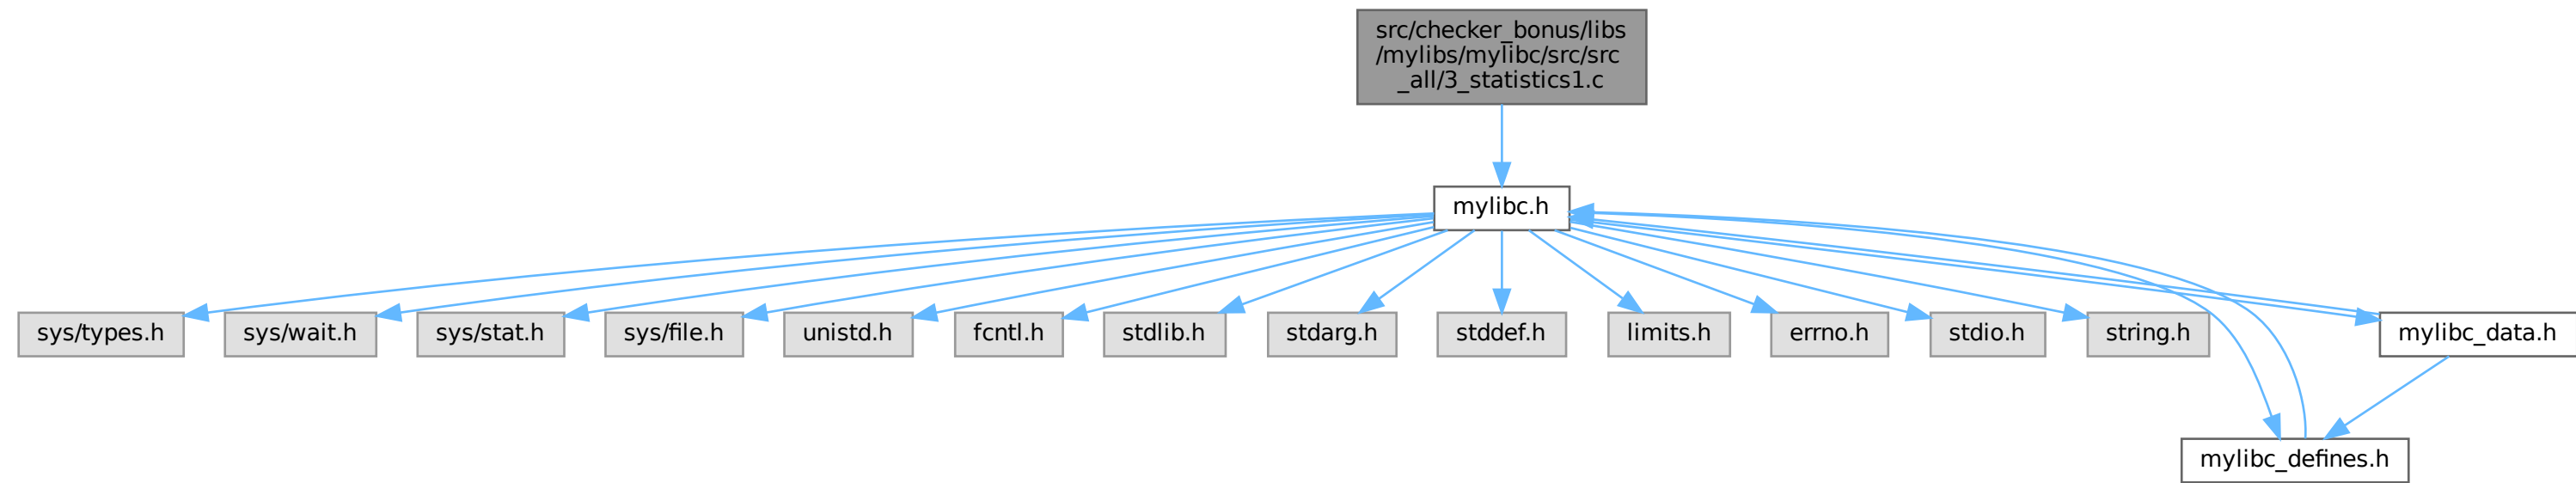 src/checker_bonus/libs
/mylibs/mylibc/src/src
_all/3_statistics1.c
mylibc.h
sys/types.h
sys/wait.h
sys/stat.h
sys/file.h
unistd.h
fcntl.h
stdlib.h
stdarg.h
stddef.h
limits.h
errno.h
stdio.h
string.h
mylibc_data.h
mylibc_defines.h